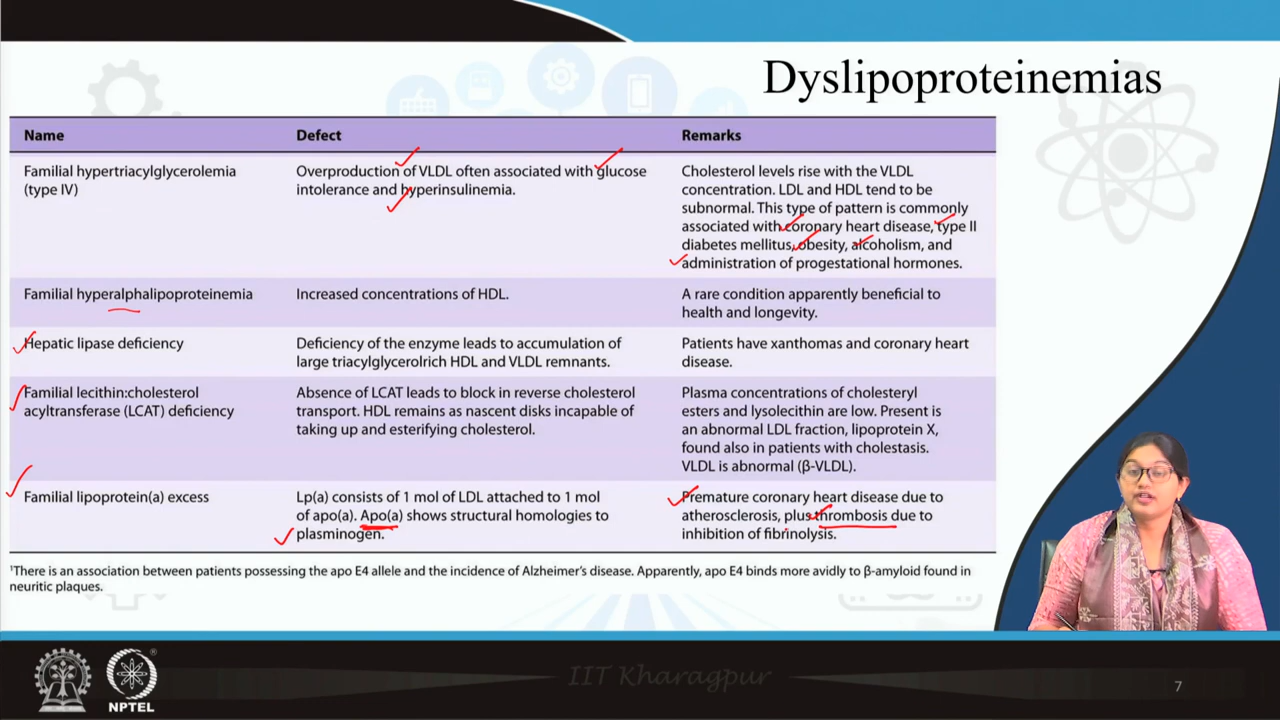 Dyslipoproteinemias
Name Defect Remarks
Familial hypertriacylglycerolemia
(type IV)
Overproduction of VLDL often associated with glucose
intolerance and hyperinsulinemia.
Cholesterol levels rise with the VLDL
concentration. LDL and HDL tend to be
subnormal. This type of pattern is commonly
associated with coronary heart disease, type II
diabetes mellitus, obesity, alcoholism, and
administration of progestational hormones.
Familial hyperalphalipoproteinemia
Increased concentrations of HDL.
A rare condition apparently beneficial to
health and longevity.
Hepatic lipase deficiency
Deficiency of the enzyme leads to accumulation of
large triacylglycerolrich HDL and VLDL remnants.
Patients have xanthomas and coronary heart
disease.
Familial lecithin:cholesterol
acyltransferase (LCAT) deficiency
Absence of LCAT leads to block in reverse cholesterol
transport. HDL remains as nascent disks incapable of
taking up and esterifying cholesterol.
Plasma concentrations of cholesteryl
esters and lysolecithin are low. Present is
an abnormal LDL fraction, lipoprotein X,
found also in patients with cholestasis.
VLDL is abnormal (β-VLDL).
Familial lipoprotein(a) excess
Lp(a) consists of 1 mol of LDL attached to 1 mol
of apo(a). Apo(a) shows structural homologies to
plasminogen.
Premature coronary heart disease due to
atherosclerosis, plus thrombosis due to
inhibition of fibrinolysis.
¹There is an association between patients possessing the apo E4 allele and the incidence of Alzheimer's disease. Apparently, apo E4 binds more avidly to β-amyloid found in
neuritic plaques.
NPTEL
®
IIT Kharagpur
7